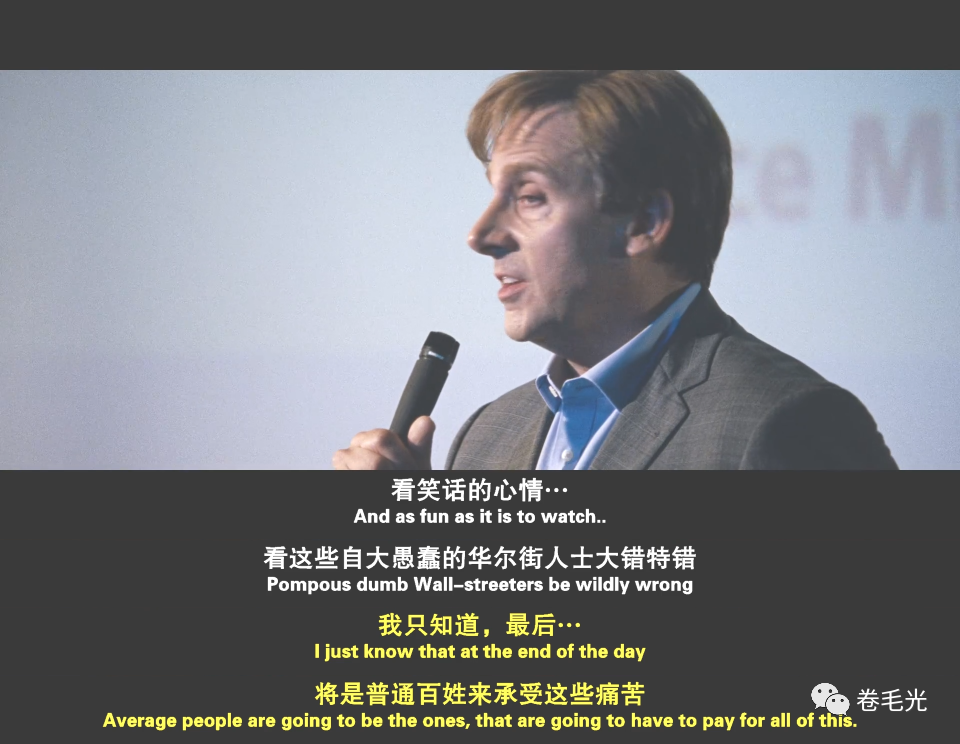 te M
看笑话的心情…
And as fun as it is to watch..
看这些自大愚蠢的华尔街人士大错特错
Pompous dumb Wall-streeters be wildly wrong
我只知道，最后…
I just know that at the end of the day
将是普通百姓来承受这些痛苦
Average people are going to be the ones, that are going to have to pay for all of this.
卷毛光